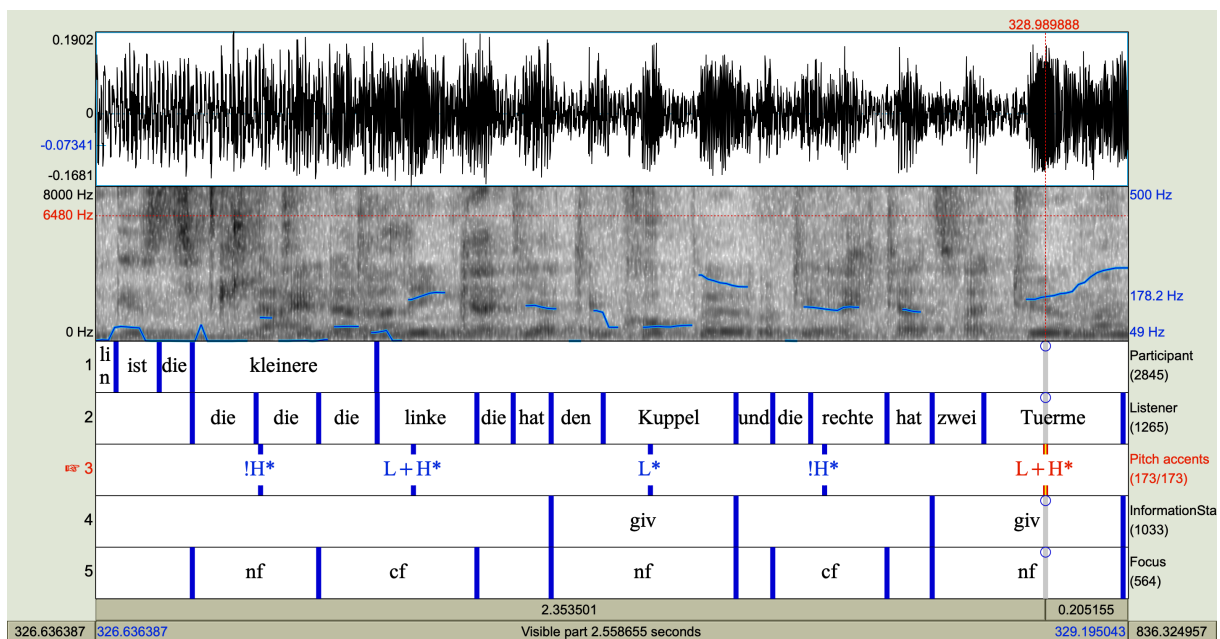 328.989888
0.1902
0
-0.07341
-0.1681
8000 Hz
6480 Hz
0 Hz
500 Hz
178.2 Hz
49 Hz
1 lin ist die kleinere Participant (2845)
2 die die die linke die hat den Kuppel und die rechte hat zwei Tuerme Listener (1265)
3 !H* L+H* L* !H* L+H* Pitch accents (173/173)
4 giv giv InformationSta (1033)
5 nf cf nf cf nf Focus (564)
2.353501 0.205155
326.636387 326.636387 Visible part 2.558655 seconds 329.195043 836.324957